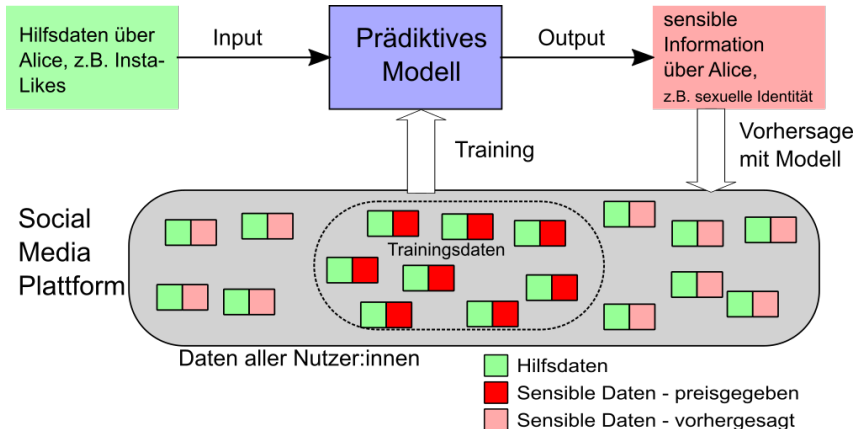 Hilfsdaten über
Alice, z.B. Insta-
Likes
Input
Prädiktives
Modell
Output
sensible
Information
über Alice,
z.B. sexuelle Identität
Training
Vorhersage
mit Modell
Social
Media
Plattform
Trainingsdaten
Daten aller Nutzer:innen
Hilfsdaten
Sensible Daten - preisgegeben
Sensible Daten - vorhergesagt